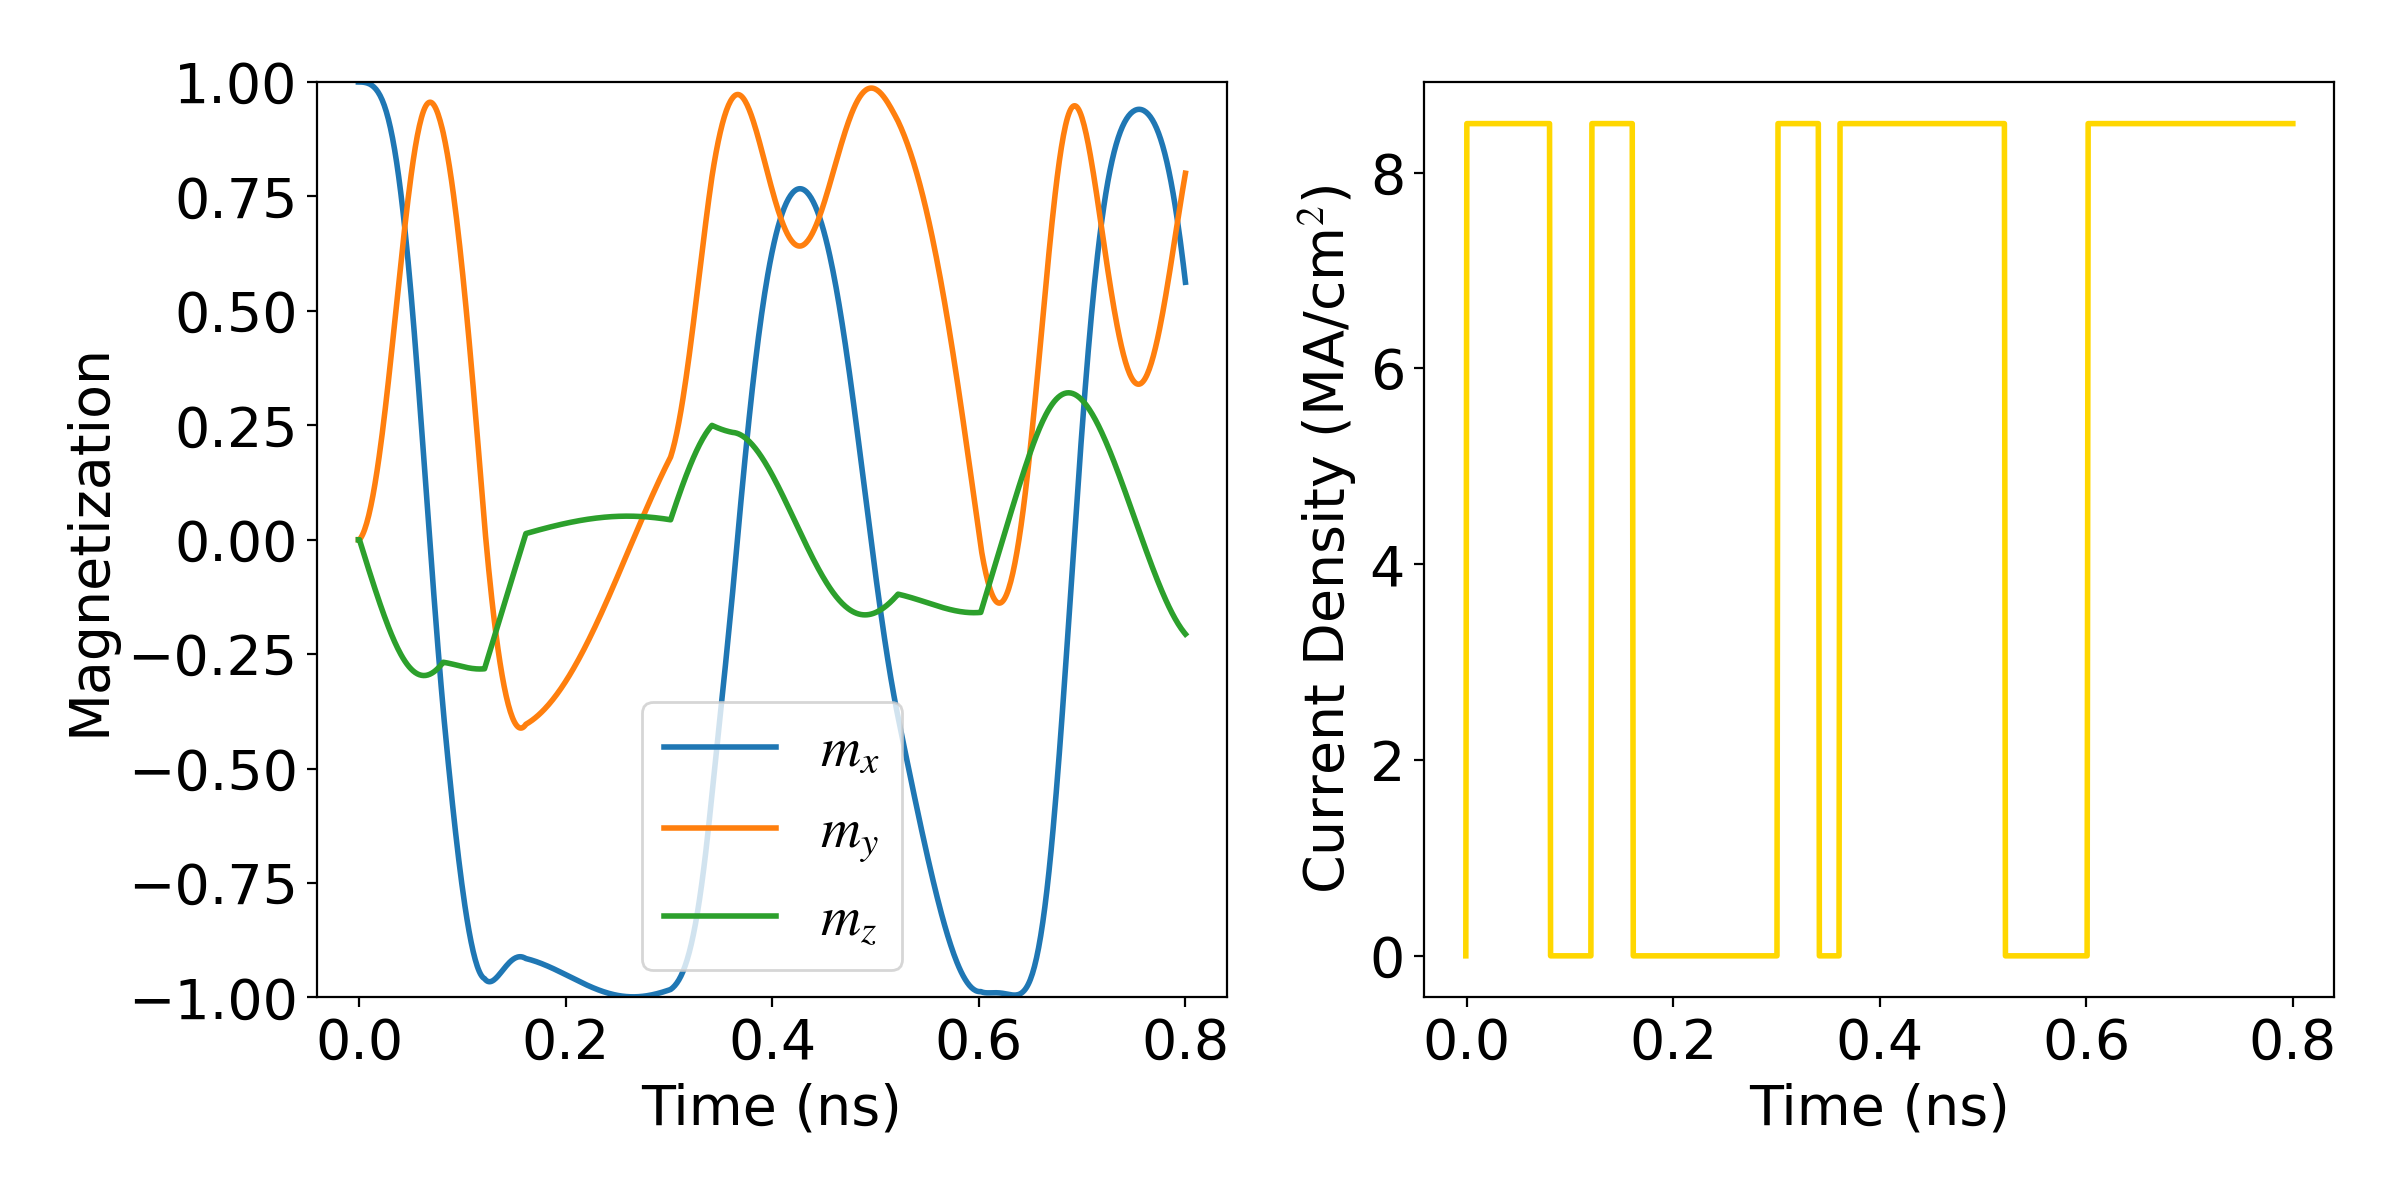 Magnetization
1.00
0.75
0.50
0.25
0.00
−0.25
−0.50
−0.75
−1.00
0.0 0.2 0.4 0.6 0.8
Time (ns)
m_x
m_y
m_z
Current Density (MA/cm²)
8
6
4
2
0
0.0 0.2 0.4 0.6 0.8
Time (ns)